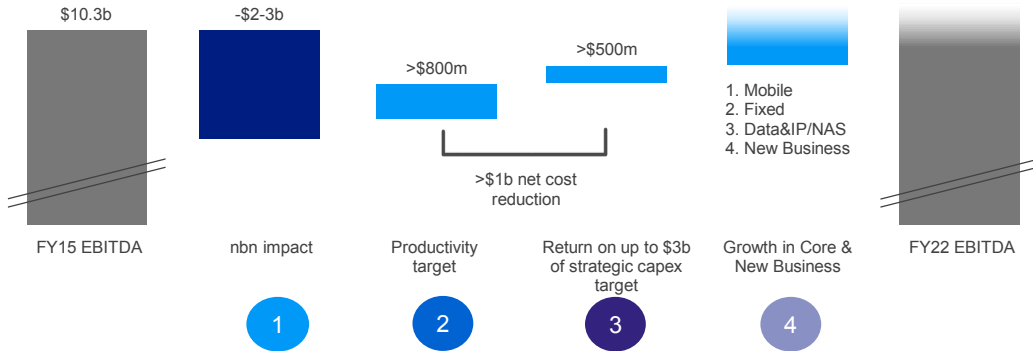 $10.3b
-$2-3b
>$800m
>$500m
1. Mobile
2. Fixed
3. Data&IP/NAS
4. New Business
>$1b net cost
reduction
FY15 EBITDA
nbn impact
Productivity
target
Return on up to $3b
of strategic capex
target
Growth in Core &
New Business
FY22 EBITDA
1
2
3
4